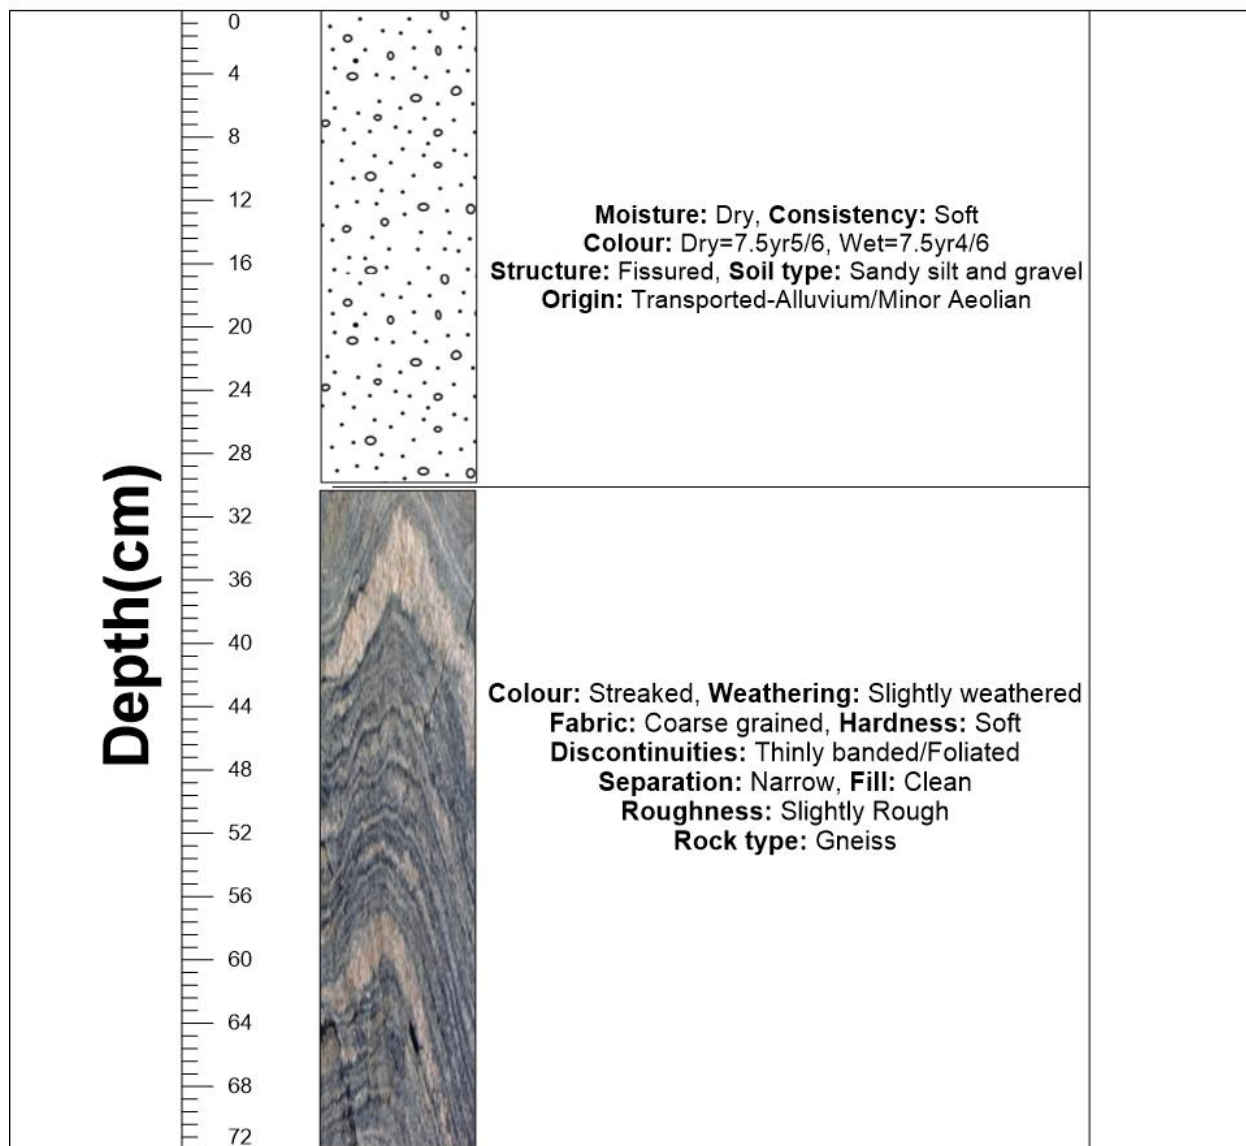 Depth(cm)
0
4
8
12
16
20
24
28
32
36
40
44
48
52
56
60
64
68
72
Moisture: Dry, Consistency: Soft
Colour: Dry=7.5yr5/6, Wet=7.5yr4/6
Structure: Fissured, Soil type: Sandy silt and gravel
Origin: Transported-Alluvium/Minor Aeolian
Colour: Streaked, Weathering: Slightly weathered
Fabric: Coarse grained, Hardness: Soft
Discontinuities: Thinly banded/Foliated
Separation: Narrow, Fill: Clean
Roughness: Slightly Rough
Rock type: Gneiss